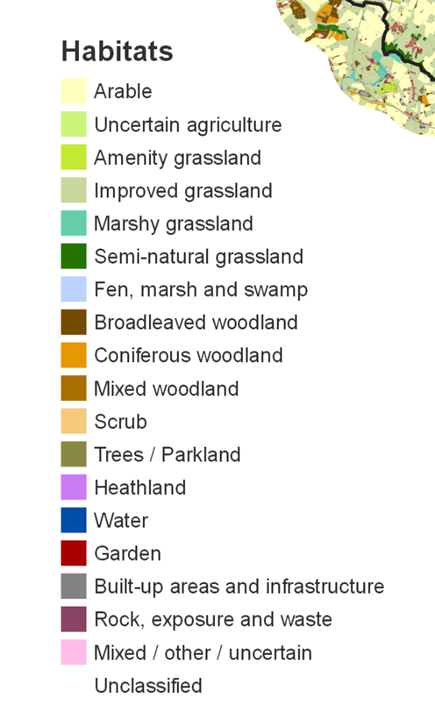 Habitats
Arable
Uncertain agriculture
Amenity grassland
Improved grassland
Marshy grassland
Semi-natural grassland
Fen, marsh and swamp
Broadleaved woodland
Coniferous woodland
Mixed woodland
Scrub
Trees / Parkland
Heathland
Water
Garden
Built-up areas and infrastructure
Rock, exposure and waste
Mixed / other / uncertain
Unclassified